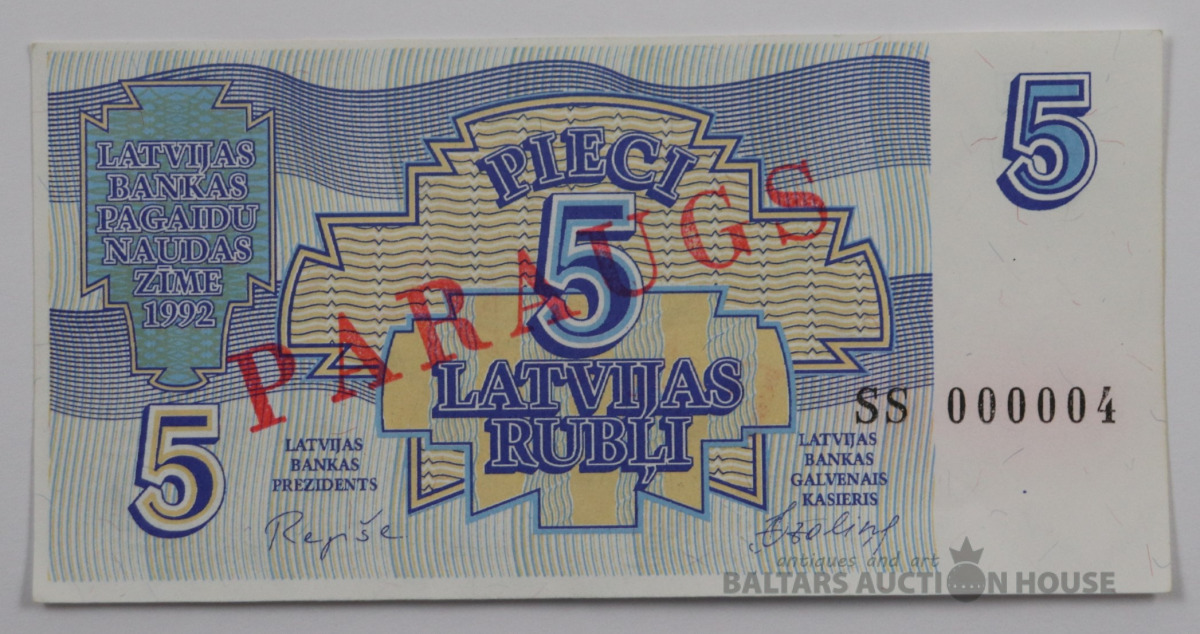 LATVIJAS
BANKAS
PAGAIDU
NAUDAS
ZĪME
1992
PIECI
5
5
LATVIJAS
RUBĻI
PARAUGS
5
SS 000004
LATVIJAS
BANKAS
PREZIDENTS
LATVIJAS
BANKAS
GALVENAIS
KASIERIS
Repše
antiques and art
BALTARS AUCTION HOUSE